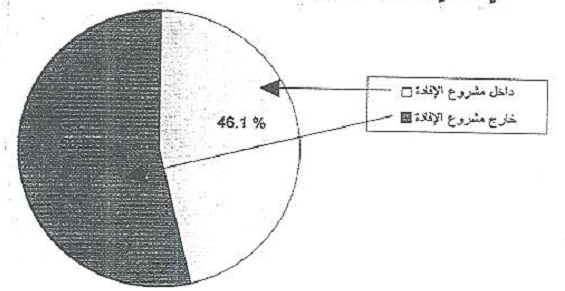 46.1 %
داخل مشروع الإفادة
خارج مشروع الإفادة